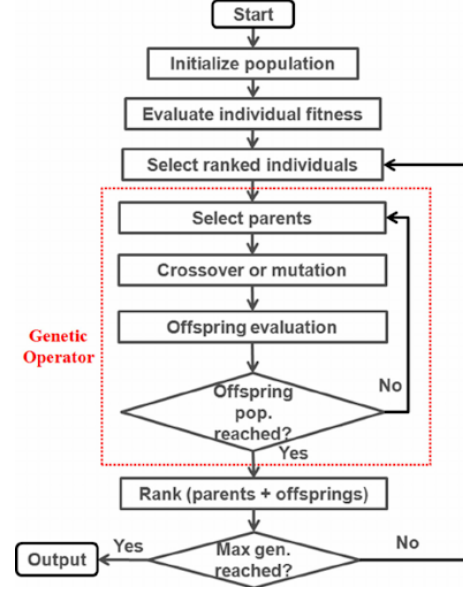 Start
Initialize population
Evaluate individual fitness
Select ranked individuals
Select parents
Crossover or mutation
Genetic
Operator
Offspring evaluation
Offspring
pop.
reached?
No
Yes
Rank (parents + offsprings)
Output
Yes
Max gen.
reached?
No